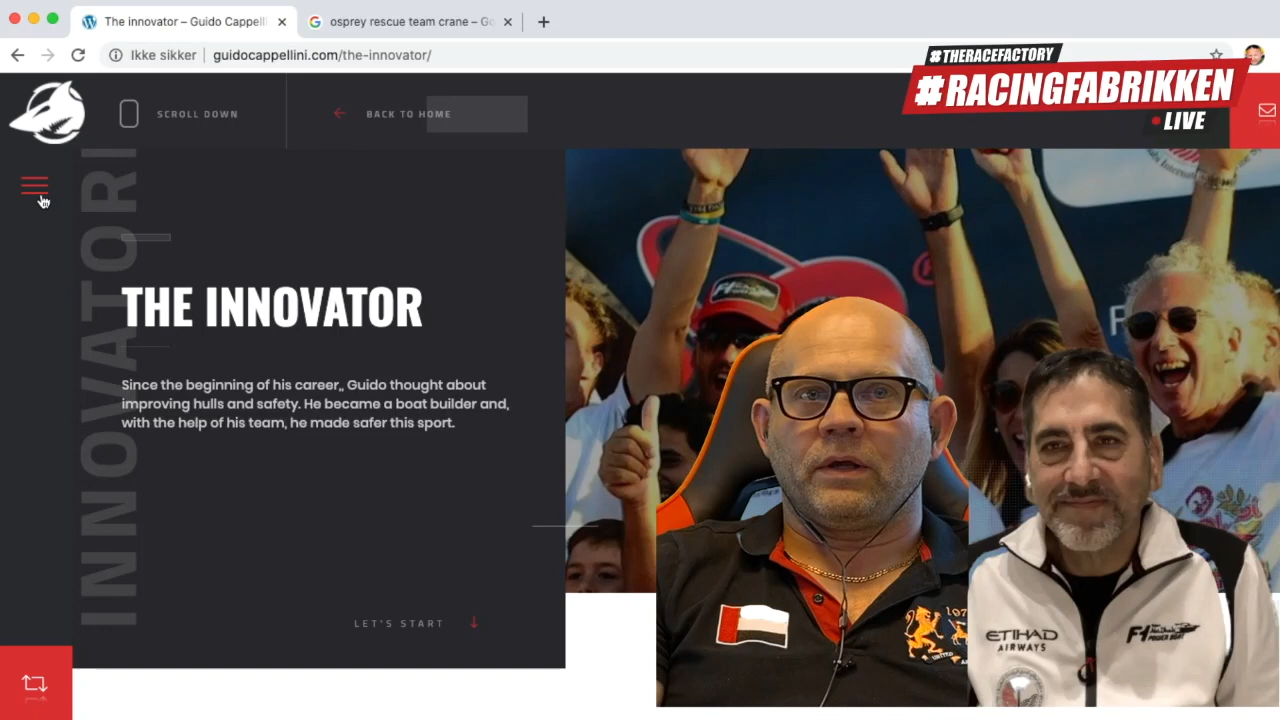 The innovator – Guido Cappelli
osprey rescue team crane – Go
Ikke sikker
guidocappellini.com/the-innovator/
#THERACEFACTORY
#RACINGFABRIKKEN
LIVE
SCROLL DOWN
BACK TO HOME
INNOVATORI
THE INNOVATOR
Since the beginning of his career,, Guido thought about
improving hulls and safety. He became a boat builder and,
with the help of his team, he made safer this sport.
LET'S START
ETIHAD
AIRWAYS
F1
POWER BOAT
197
UNITED